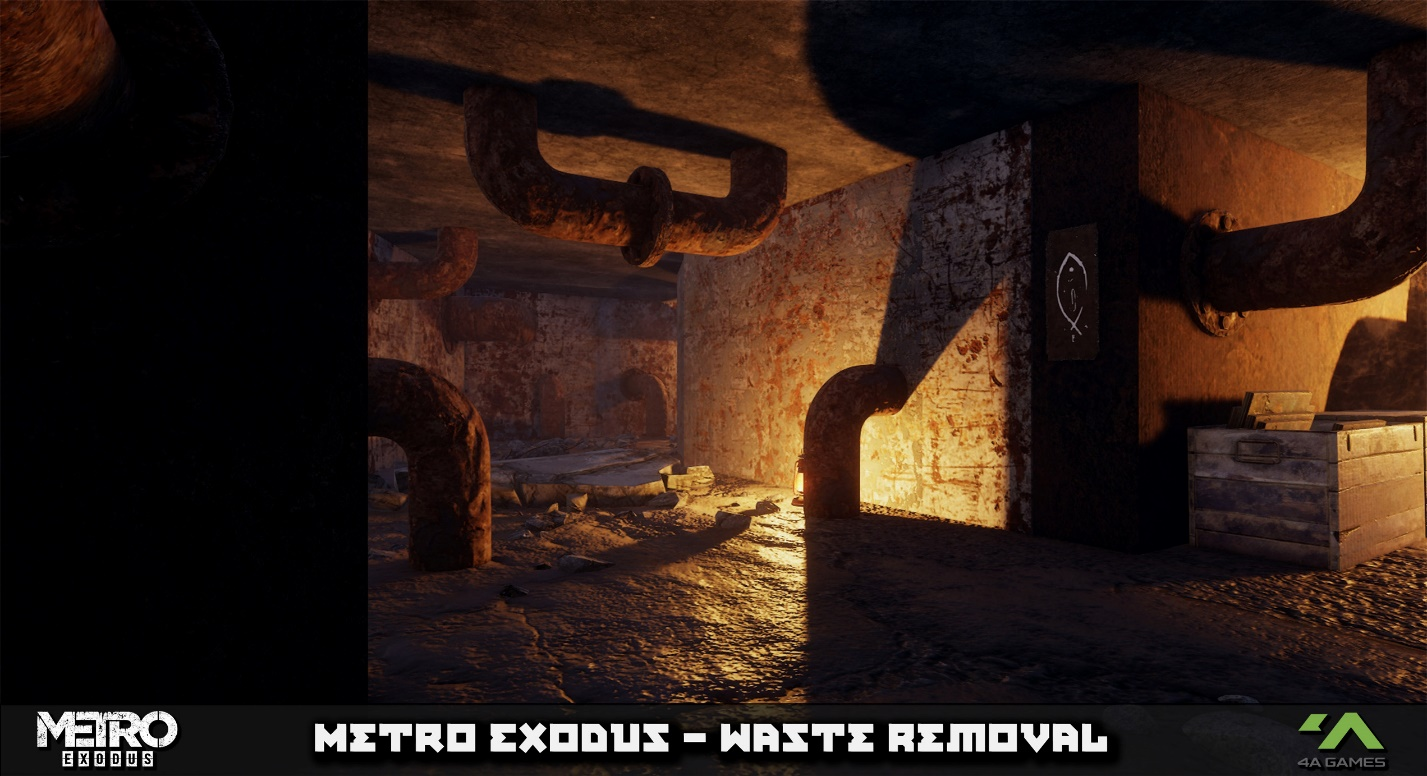 METRO
EXODUS
METRO EXODUS - WASTE REMOVAL
4A GAMES